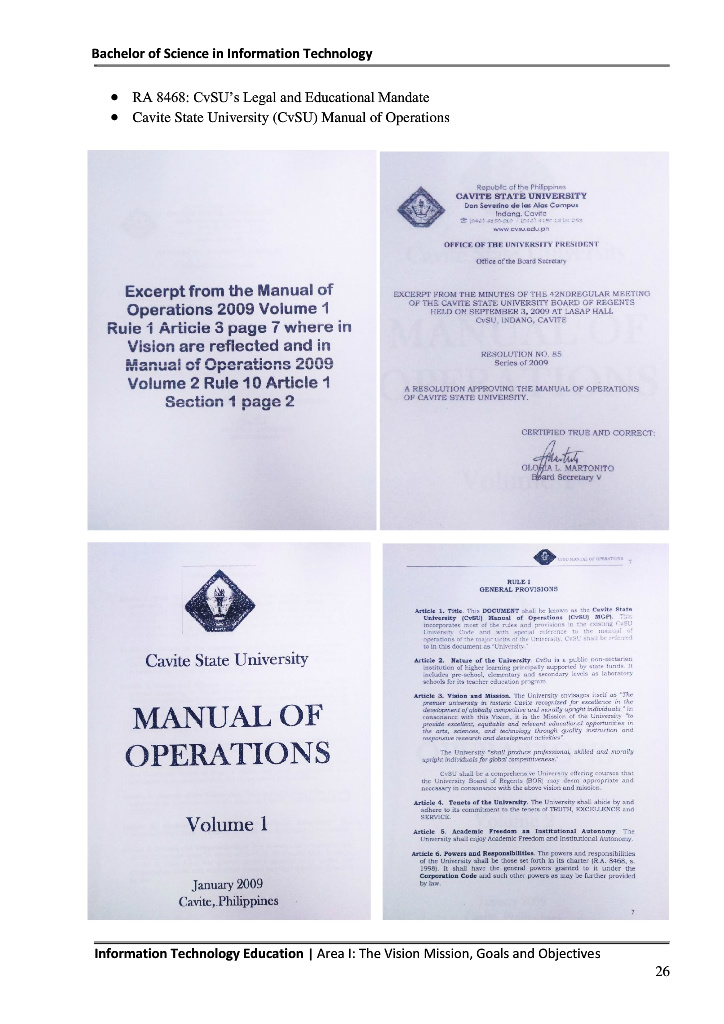 Bachelor of Science in Information Technology
• RA 8468: CvSU's Legal and Educational Mandate
• Cavite State University (CvSU) Manual of Operations
Excerpt from the Manual of
Operations 2009 Volume 1
Rule 1 Article 3 page 7 where in
Vision are reflected and in
Manual of Operations 2009
Volume 2 Rule 10 Article 1
Section 1 page 2
Republic of the Philippines
CAVITE STATE UNIVERSITY
Don Severino de las Alas Campus
Indang, Cavite
www.cvsu.edu.ph
OFFICE OF THE UNIVERSITY PRESIDENT
Office of the Board Secretary
EXCERPT FROM THE MINUTES OF THE 42NDREGULAR MEETING
OF THE CAVITE STATE UNIVERSITY BOARD OF REGENTS
HELD ON SEPTEMBER 3, 2009 AT LASAP HALL
CvSU, INDANG, CAVITE
RESOLUTION NO. 85
Series of 2009
A RESOLUTION APPROVING THE MANUAL OF OPERATIONS
OF CAVITE STATE UNIVERSITY.
CERTIFIED TRUE AND CORRECT:
GLORIA L. MARTONITO
Board Secretary V
Cavite State University
MANUAL OF
OPERATIONS
Volume 1
January 2009
Cavite, Philippines
CVSU MANUAL OF OPERATIONS 7
RULE I
GENERAL PROVISIONS
Article 1. Title. This DOCUMENT shall be known as the Cavite State
University (CvSU) Manual of Operations (CvSU) MOP). This
incorporates most of the rules and provisions in the existing CvSU
University Code and with special reference to the manual of
operations of the major units of the University. CvSU shall be referred
to in this document as "University."
Article 2. Nature of the University. CvSu is a public non-sectarian
institution of higher learning principally supported by state funds. It
includes pre-school, elementary and secondary levels as laboratory
schools for its teacher education program.
Article 3. Vision and Mission. The University envisages itself as "The
premier university in historic Cavite recognized for excellence in the
development of globally competitive and morally upright individuals." In
consonance with this Vision, it is the Mission of the University "to
provide excellent, equitable and relevant educational opportunities in
the arts, sciences, and technology through quality instruction and
responsive research and development activities"
The University "shall produce professional, skilled and morally
upright individuals for global competitiveness."
CvSU shall be a comprehensive University offering courses that
the University Board of Regents (BOR) may deem appropriate and
necessary in consonance with the above vision and mission.
Article 4. Tenets of the University. The University shall abide by and
adhere to its commitment to the tenets of TRUTH, EXCELLENCE and
SERVICE.
Article 5. Academic Freedom an Institutional Autonomy. The
University shall enjoy Academic Freedom and Institutional Autonomy.
Article 6. Powers and Responsibilities. The powers and responsibilities
of the University shall be those set forth in its charter (R.A. 8468, s.
1998). It shall have the general powers granted to it under the
Corporation Code and such other powers as may be further provided
by law.
7
Information Technology Education | Area I: The Vision Mission, Goals and Objectives
26